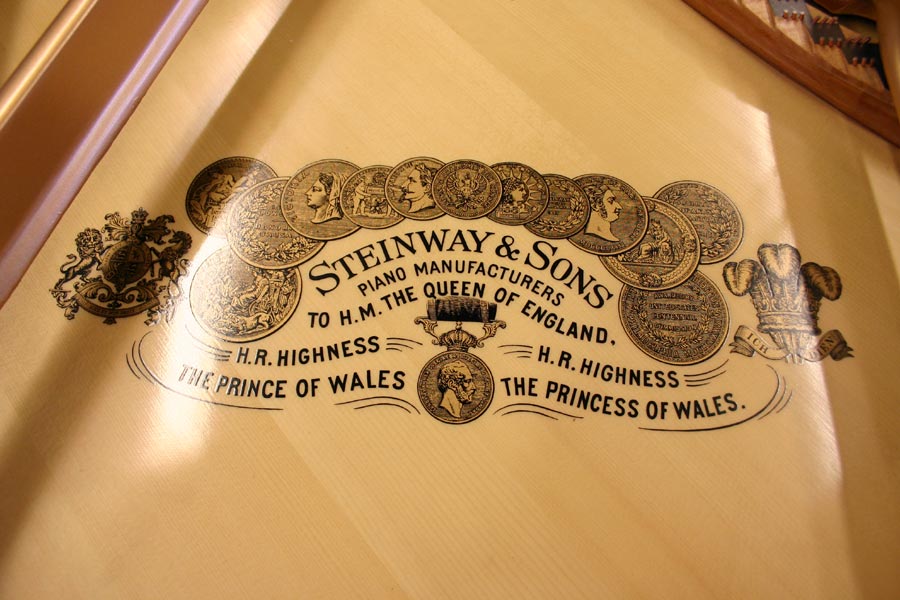 STEINWAY & SONS
PIANO MANUFACTURERS
TO H.M. THE QUEEN OF ENGLAND.
H.R. HIGHNESS
THE PRINCE OF WALES
H.R. HIGHNESS
THE PRINCESS OF WALES.
ICH